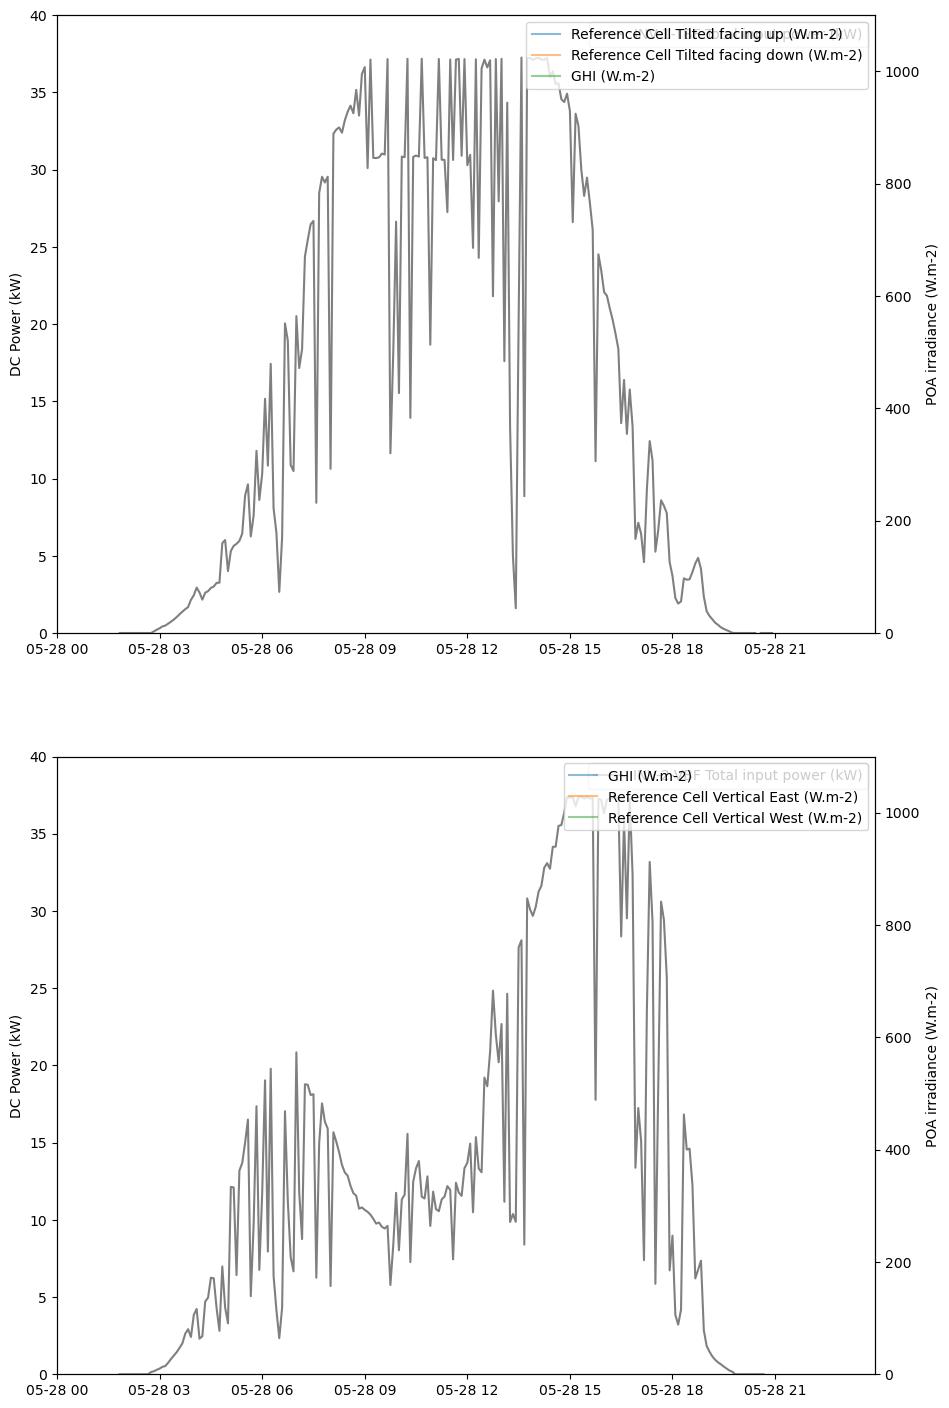 40
35
30
25
20
15
10
5
0
DC Power (kW)
Reference Cell Tilted facing up (W.m-2)
Reference Cell Tilted facing down (W.m-2)
GHI (W.m-2)
1000
800
600
400
200
0
POA irradiance (W.m-2)
05-28 00 05-28 03 05-28 06 05-28 09 05-28 12 05-28 15 05-28 18 05-28 21
40
35
30
25
20
15
10
5
0
DC Power (kW)
Total input power (kW)
GHI (W.m-2)
Reference Cell Vertical East (W.m-2)
Reference Cell Vertical West (W.m-2)
1000
800
600
400
200
0
POA irradiance (W.m-2)
05-28 00 05-28 03 05-28 06 05-28 09 05-28 12 05-28 15 05-28 18 05-28 21